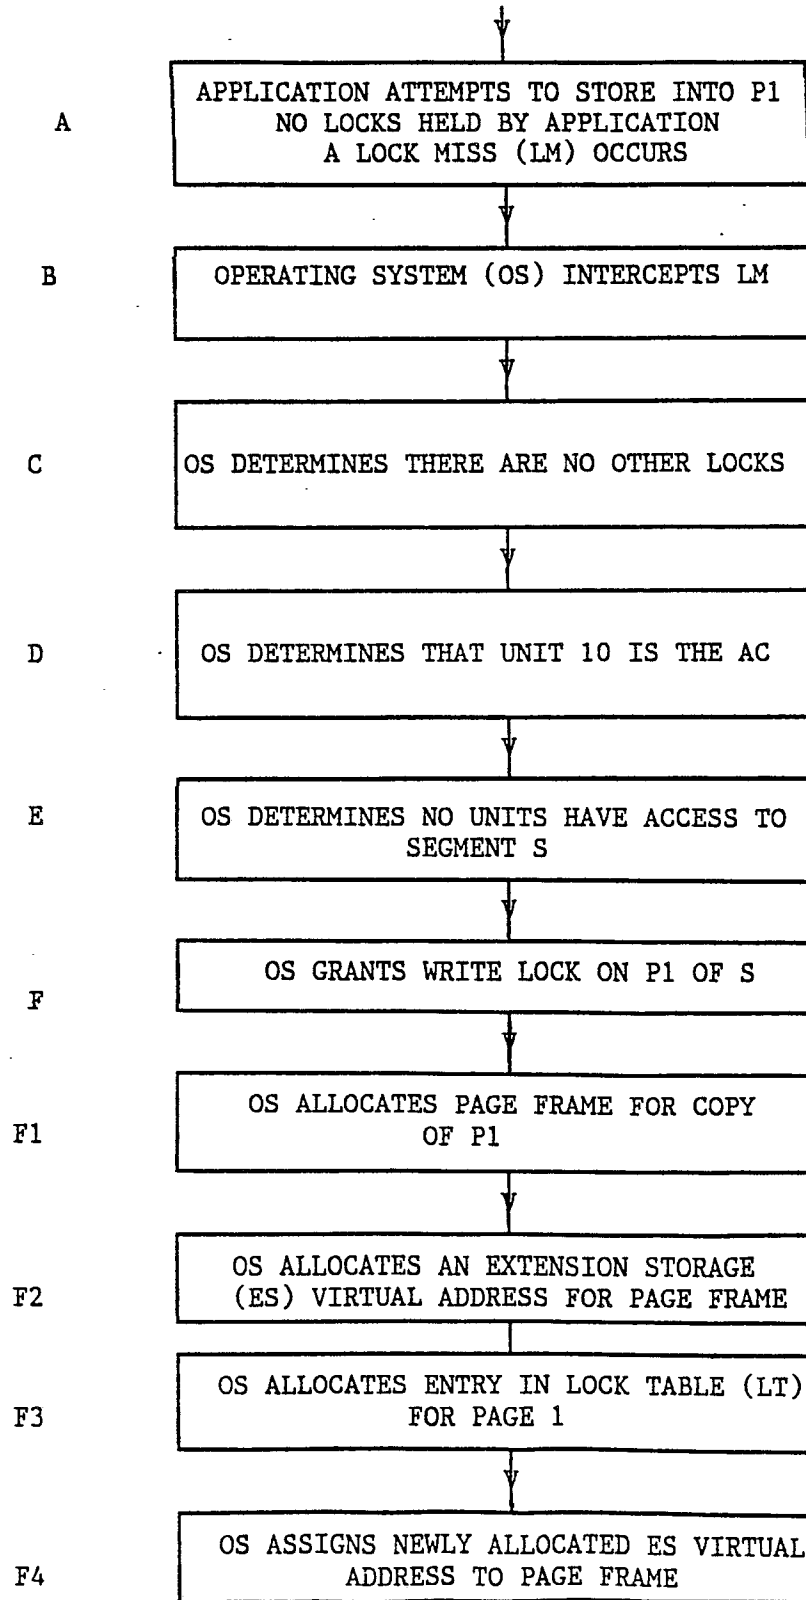 A
APPLICATION ATTEMPTS TO STORE INTO P1
NO LOCKS HELD BY APPLICATION
A LOCK MISS (LM) OCCURS
B
OPERATING SYSTEM (OS) INTERCEPTS LM
C
OS DETERMINES THERE ARE NO OTHER LOCKS
D
OS DETERMINES THAT UNIT 10 IS THE AC
E
OS DETERMINES NO UNITS HAVE ACCESS TO
SEGMENT S
F
OS GRANTS WRITE LOCK ON P1 OF S
F1
OS ALLOCATES PAGE FRAME FOR COPY
OF P1
F2
OS ALLOCATES AN EXTENSION STORAGE
(ES) VIRTUAL ADDRESS FOR PAGE FRAME
F3
OS ALLOCATES ENTRY IN LOCK TABLE (LT)
FOR PAGE 1
F4
OS ASSIGNS NEWLY ALLOCATED ES VIRTUAL
ADDRESS TO PAGE FRAME